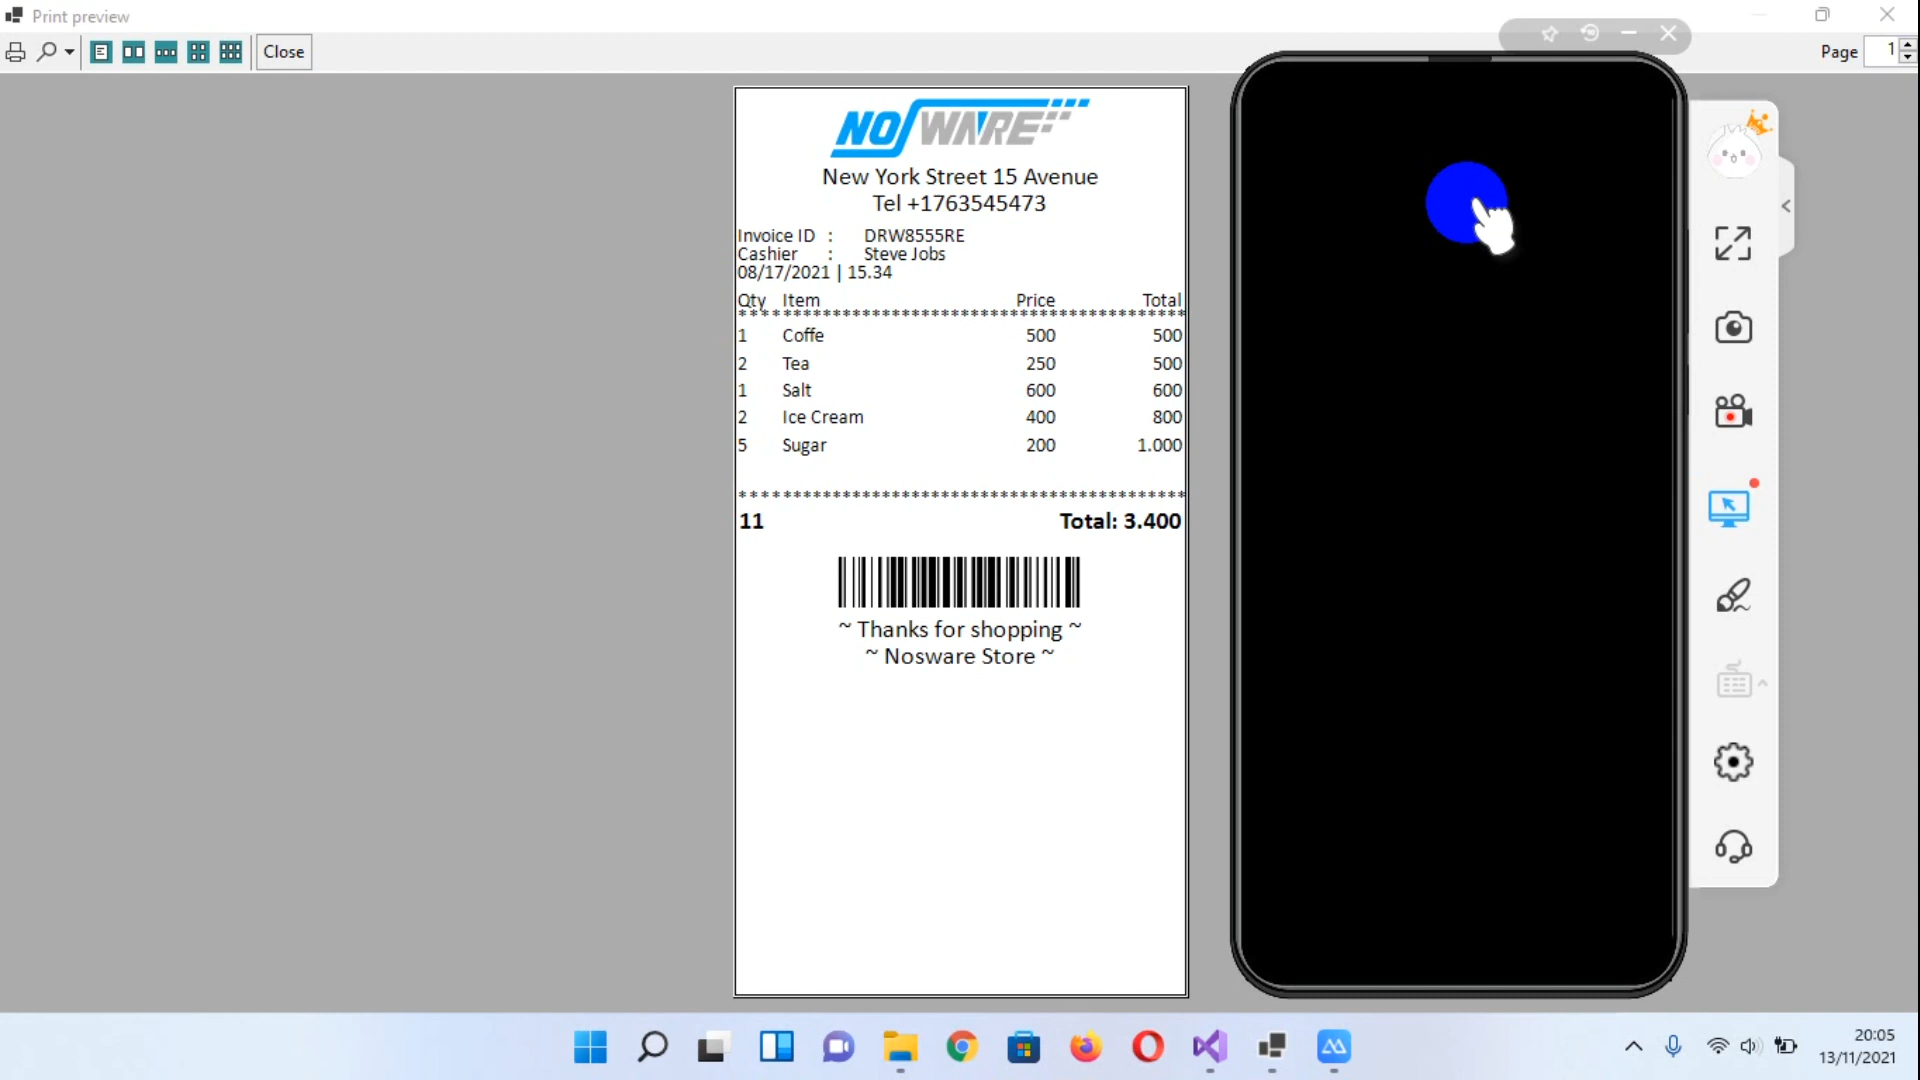 Print preview
Close
Page 1
NOSWARE
New York Street 15 Avenue
Tel +1763545473
Invoice ID : DRW8555RE
Cashier : Steve Jobs
08/17/2021 | 15.34
Qty Item Price Total
*****************************************
1 Coffe 500 500
2 Tea 250 500
1 Salt 600 600
2 Ice Cream 400 800
5 Sugar 200 1.000
*****************************************
11 Total: 3.400
~ Thanks for shopping ~
~ Nosware Store ~
20:05
13/11/2021